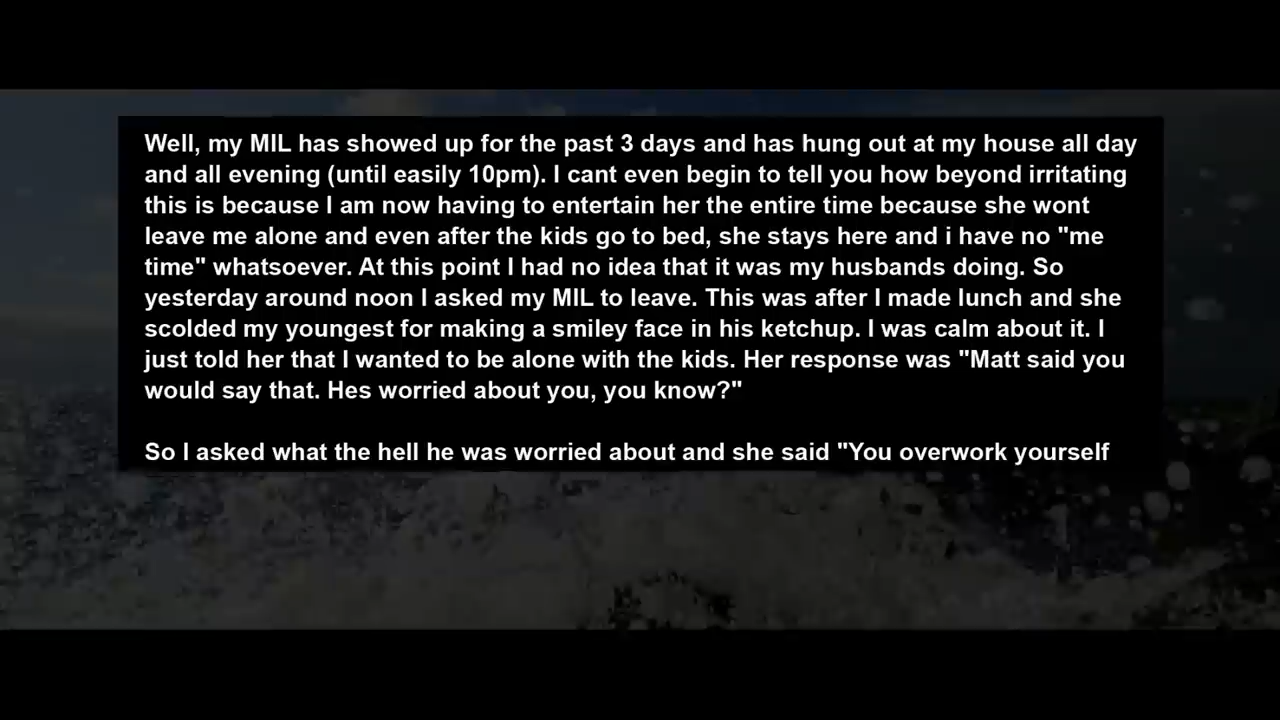 Well, my MIL has showed up for the past 3 days and has hung out at my house all day
and all evening (until easily 10pm). I cant even begin to tell you how beyond irritating
this is because I am now having to entertain her the entire time because she wont
leave me alone and even after the kids go to bed, she stays here and i have no "me
time" whatsoever. At this point I had no idea that it was my husbands doing. So
yesterday around noon I asked my MIL to leave. This was after I made lunch and she
scolded my youngest for making a smiley face in his ketchup. I was calm about it. I
just told her that I wanted to be alone with the kids. Her response was "Matt said you
would say that. Hes worried about you, you know?"
So I asked what the hell he was worried about and she said "You overwork yourself